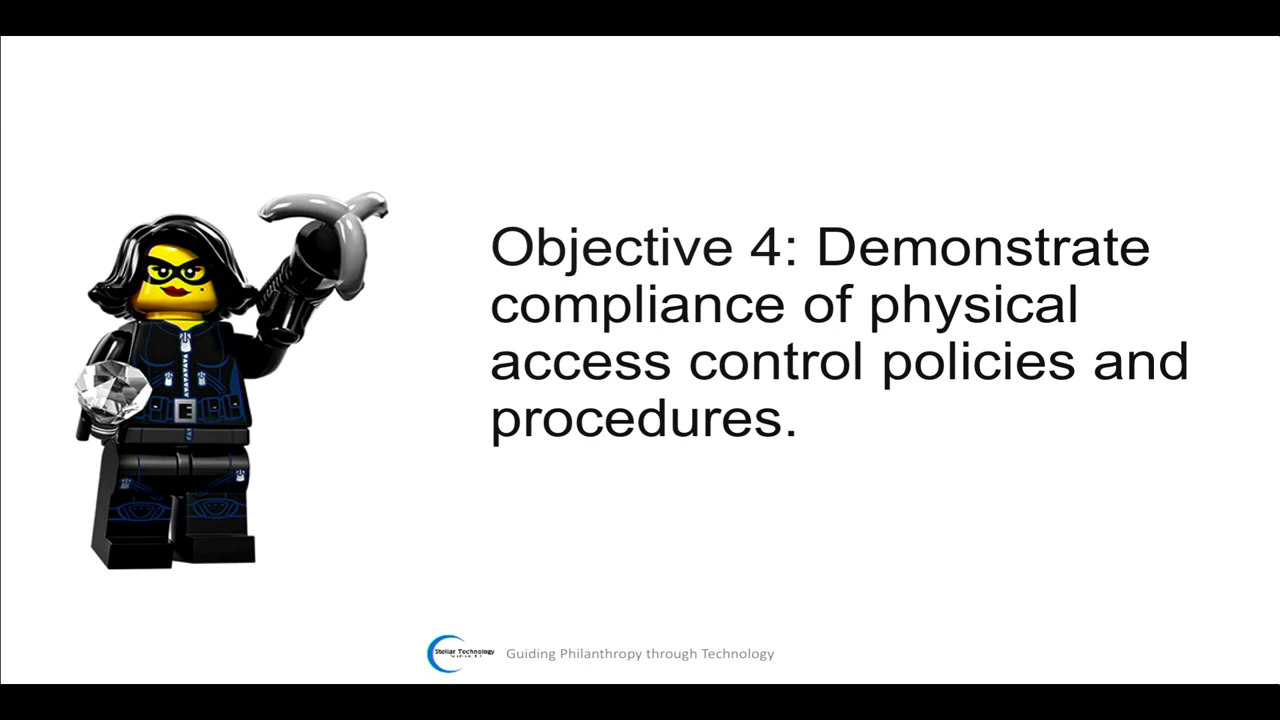 Objective 4: Demonstrate
compliance of physical
access control policies and
procedures.
Stellar Technology
Guiding Philanthropy through Technology